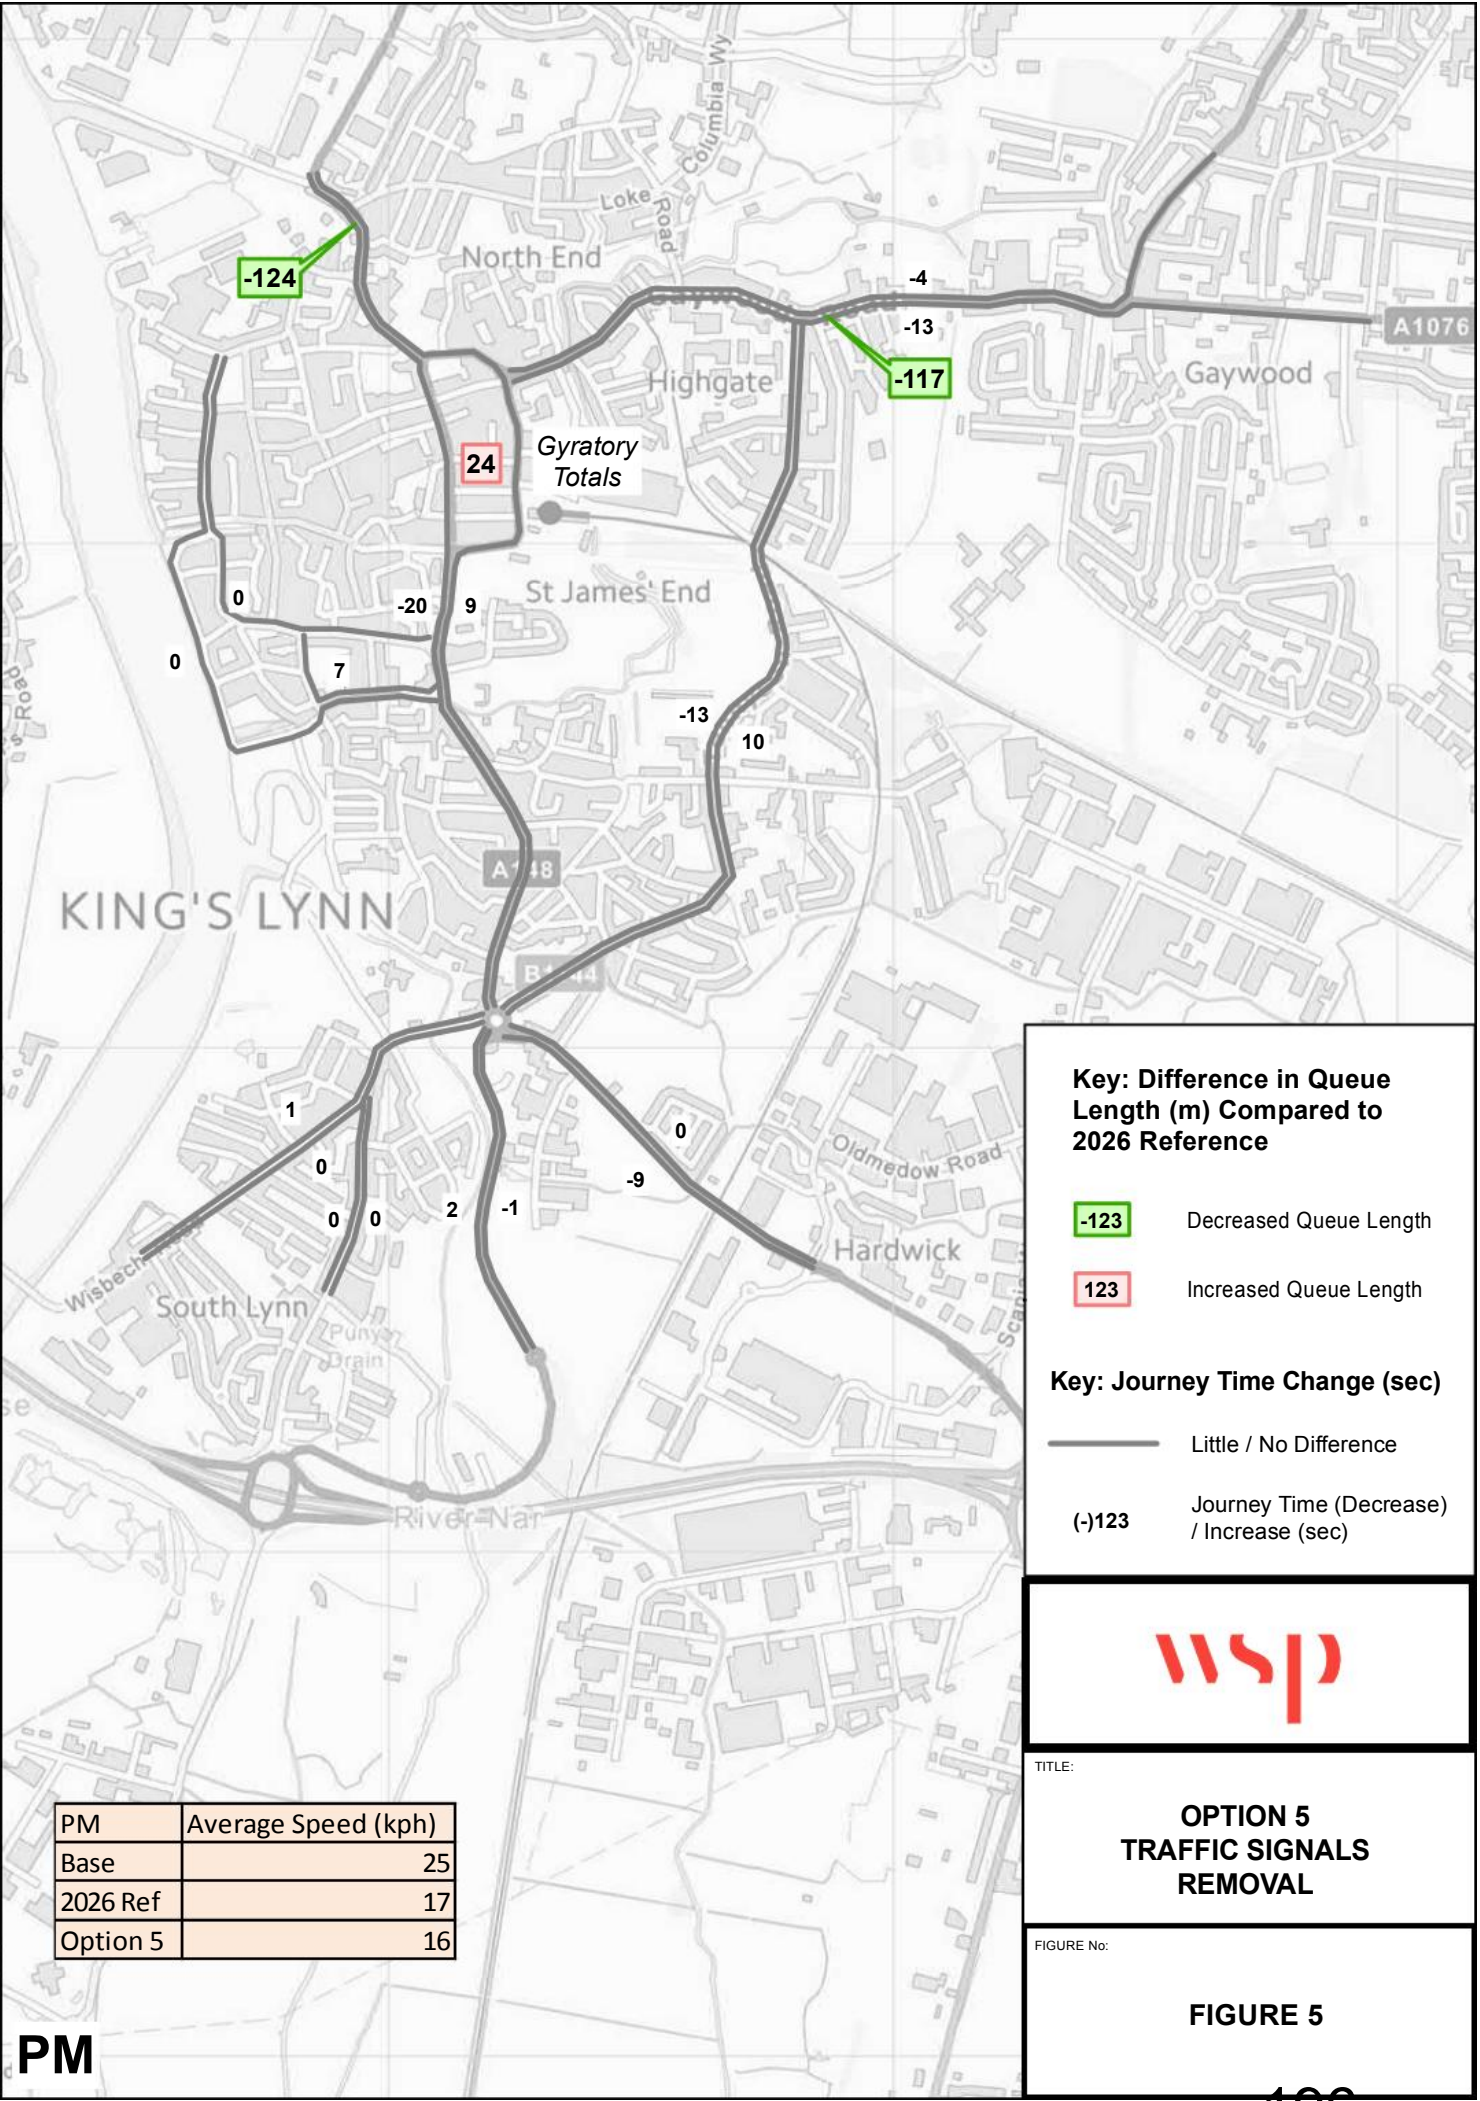 Columbia Wy
Loke Road
North End
-124
-4
-13
A1076
Highgate
-117
Gaywood
24
Gyratory
Totals
0
-20
9
St James' End
0
7
Road
-13
10
A148
KING'S LYNN
1
0
0
0
2
-1
0
-9
Oldmedow Road
Hardwick
Wisbech
South Lynn
Puny
Drain
River Nar
Key: Difference in Queue
Length (m) Compared to
2026 Reference
-123 Decreased Queue Length
123 Increased Queue Length
Key: Journey Time Change (sec)
Little / No Difference
(-)123 Journey Time (Decrease)
/ Increase (sec)
wsp
TITLE:
OPTION 5
TRAFFIC SIGNALS
REMOVAL
FIGURE No:
FIGURE 5
PM Average Speed (kph)
Base 25
2026 Ref 17
Option 5 16
PM